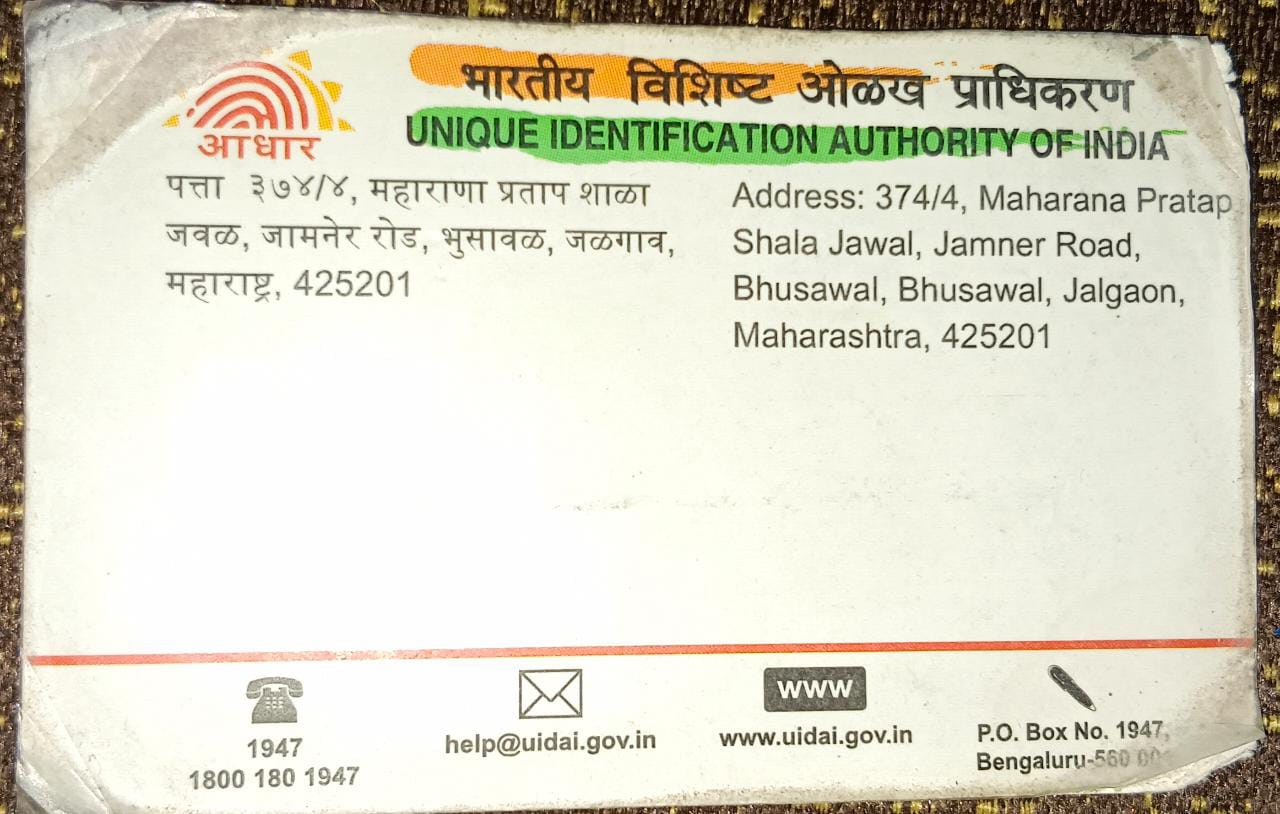 भारतीय विशिष्ट ओळख प्राधिकरण
UNIQUE IDENTIFICATION AUTHORITY OF INDIA
आधार
पत्ता ३७४/४, महाराणा प्रताप शाळा
जवळ, जामनेर रोड, भुसावळ, जळगाव,
महाराष्ट्र, 425201
Address: 374/4, Maharana Pratap
Shala Jawal, Jamner Road,
Bhusawal, Bhusawal, Jalgaon,
Maharashtra, 425201
1947
1800 180 1947
help@uidai.gov.in
WWW
www.uidai.gov.in
P.O. Box No. 1947,
Bengaluru-560